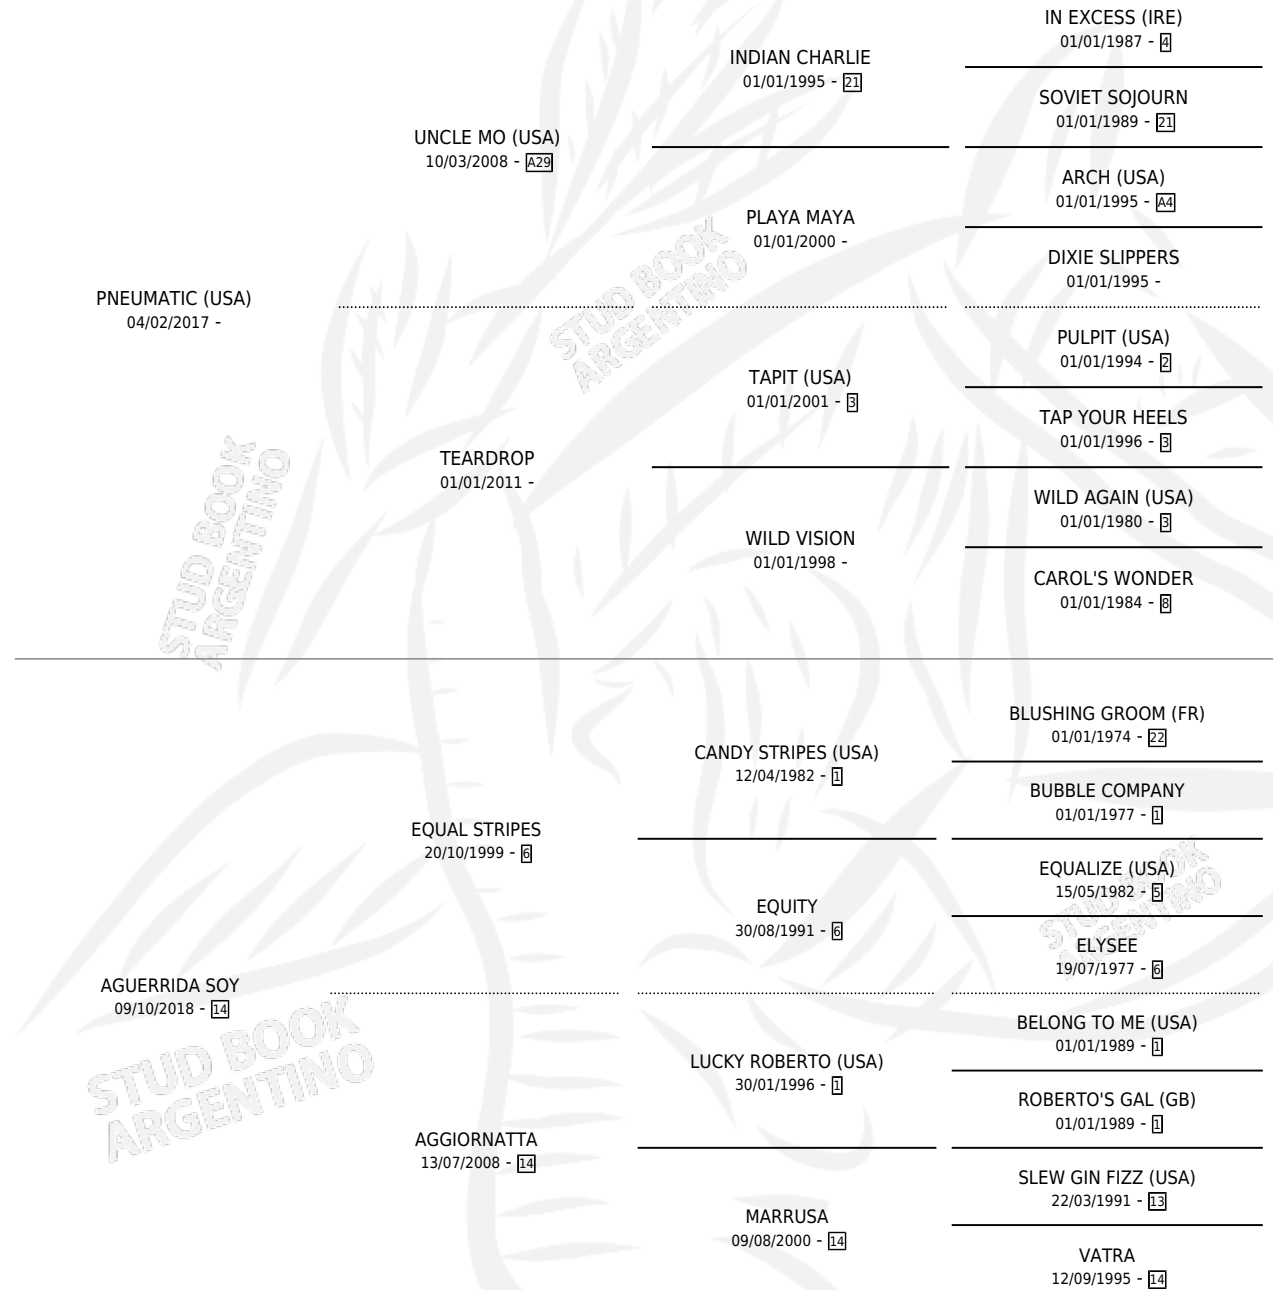 IN EXCESS (IRE)
01/01/1987 - 4
INDIAN CHARLIE
01/01/1995 - 21
SOVIET SOJOURN
01/01/1989 - 21
UNCLE MO (USA)
10/03/2008 - A29
ARCH (USA)
01/01/1995 - A4
PLAYA MAYA
01/01/2000 -
DIXIE SLIPPERS
01/01/1995 -
PNEUMATIC (USA)
04/02/2017 -
PULPIT (USA)
01/01/1994 - 2
TAPIT (USA)
01/01/2001 - 3
TAP YOUR HEELS
01/01/1996 - 3
TEARDROP
01/01/2011 -
WILD AGAIN (USA)
01/01/1980 - 3
WILD VISION
01/01/1998 -
CAROL'S WONDER
01/01/1984 - 8
BLUSHING GROOM (FR)
01/01/1974 - 22
CANDY STRIPES (USA)
12/04/1982 - 1
BUBBLE COMPANY
01/01/1977 - 1
EQUAL STRIPES
20/10/1999 - 6
EQUALIZE (USA)
15/05/1982 - 5
EQUITY
30/08/1991 - 6
ELYSEE
19/07/1977 - 6
AGUERRIDA SOY
09/10/2018 - 14
BELONG TO ME (USA)
01/01/1989 - 1
LUCKY ROBERTO (USA)
30/01/1996 - 1
ROBERTO'S GAL (GB)
01/01/1989 - 1
AGGIORNATTA
13/07/2008 - 14
SLEW GIN FIZZ (USA)
22/03/1991 - 13
MARRUSA
09/08/2000 - 14
VATRA
12/09/1995 - 14
STUD BOOK
ARGENTINO
STUD BOOK
ARGENTINO
STUD BOOK
ARGENTINO
STUD BOOK
ARGENTINO